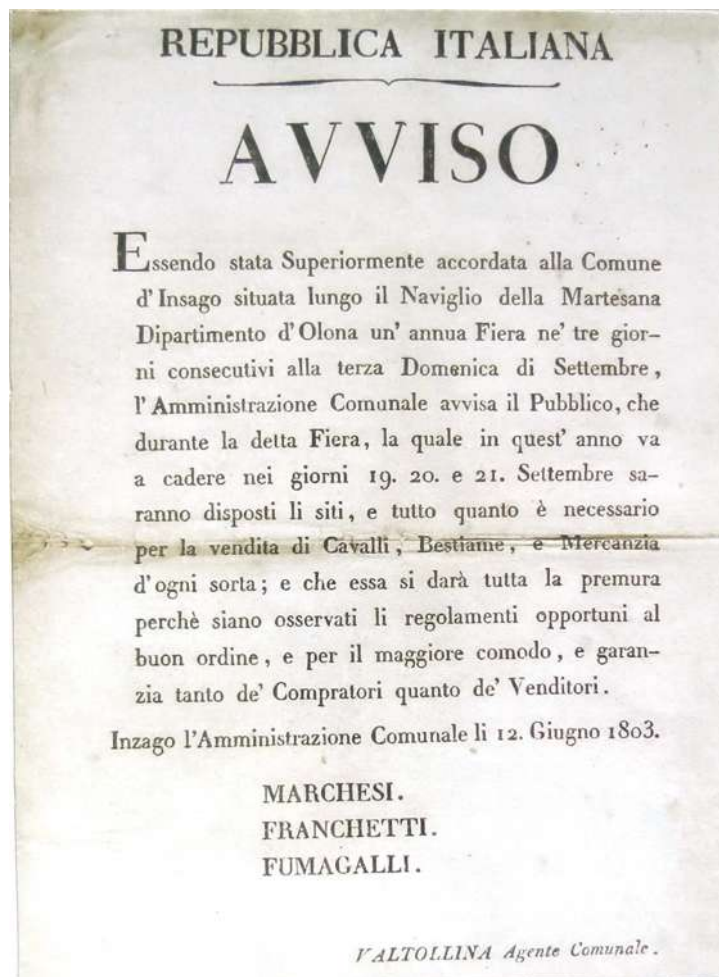 REPUBBLICA ITALIANA
AVVISO
Essendo stata Superiormente accordata alla Comune
d' Insago situata lungo il Naviglio della Martesana
Dipartimento d'Olona un' annua Fiera ne' tre gior-
ni consecutivi alla terza Domenica di Settembre,
l'Amministrazione Comunale avvisa il Pubblico, che
durante la detta Fiera, la quale in quest' anno va
a cadere nei giorni 19. 20. e 21. Settembre sa-
ranno disposti li siti, e tutto quanto è necessario
per la vendita di Cavalli, Bestiame, e Mercanzia
d'ogni sorta; e che essa si darà tutta la premura
perchè siano osservati li regolamenti opportuni al
buon ordine, e per il maggiore comodo, e garan-
zia tanto de' Compratori quanto de' Venditori.
Inzago l'Amministrazione Comunale li 12. Giugno 1803.
MARCHESI.
FRANCHETTI.
FUMAGALLI.
VALTOLLINA Agente Comunale.